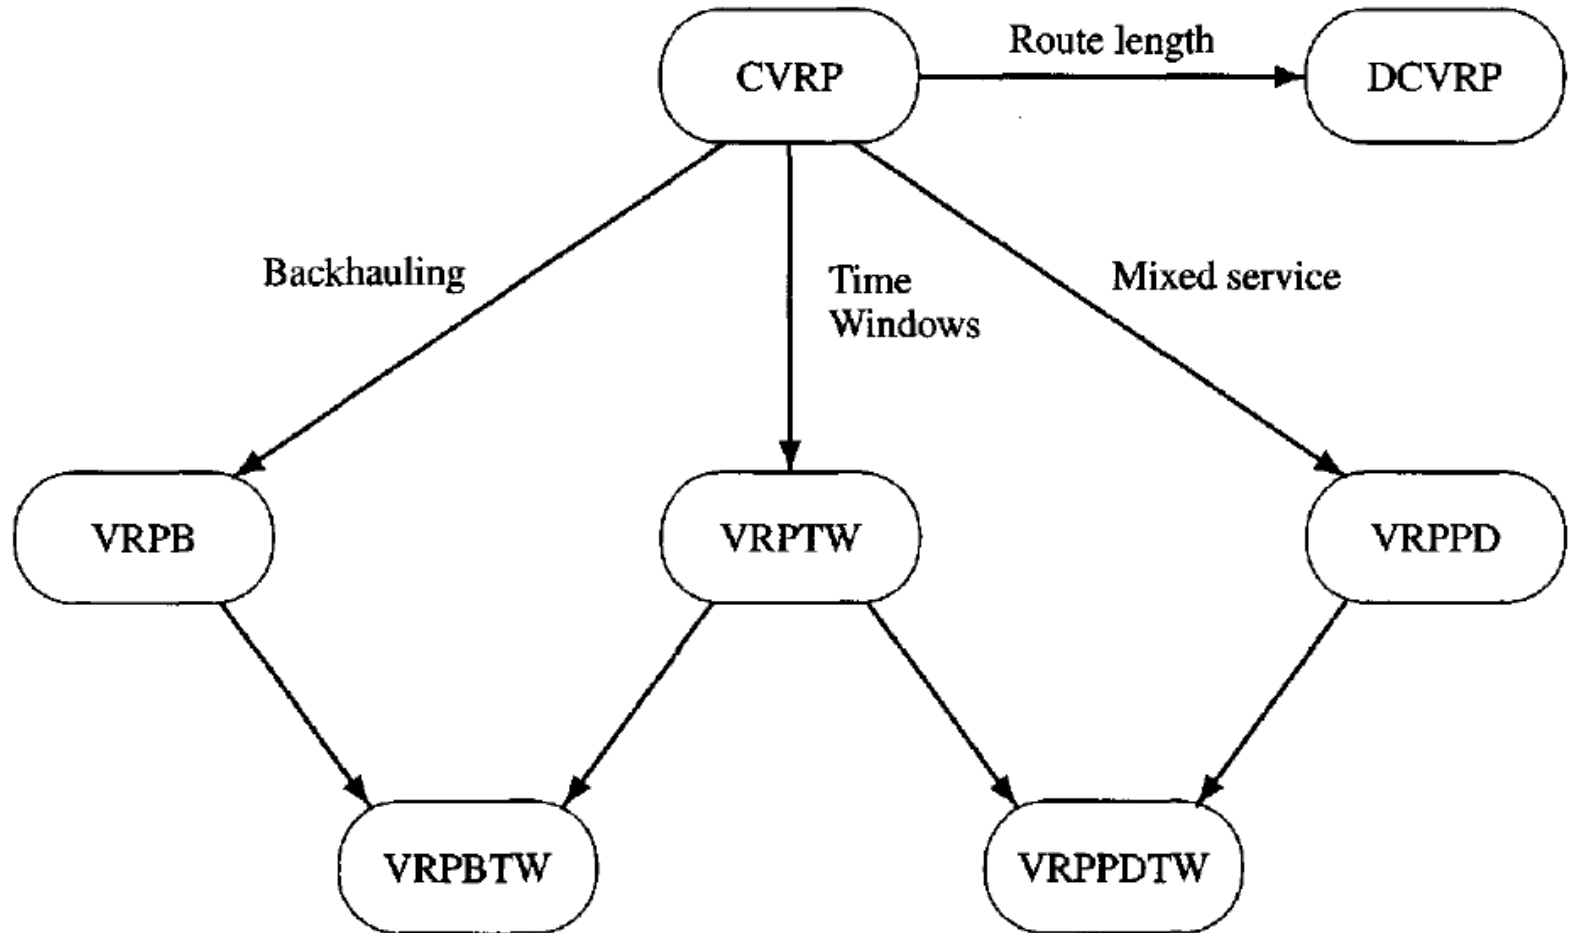 CVRP
Route length
DCVRP
Backhauling
Time
Windows
Mixed service
VRPB
VRPTW
VRPPD
VRPBTW
VRPPDTW